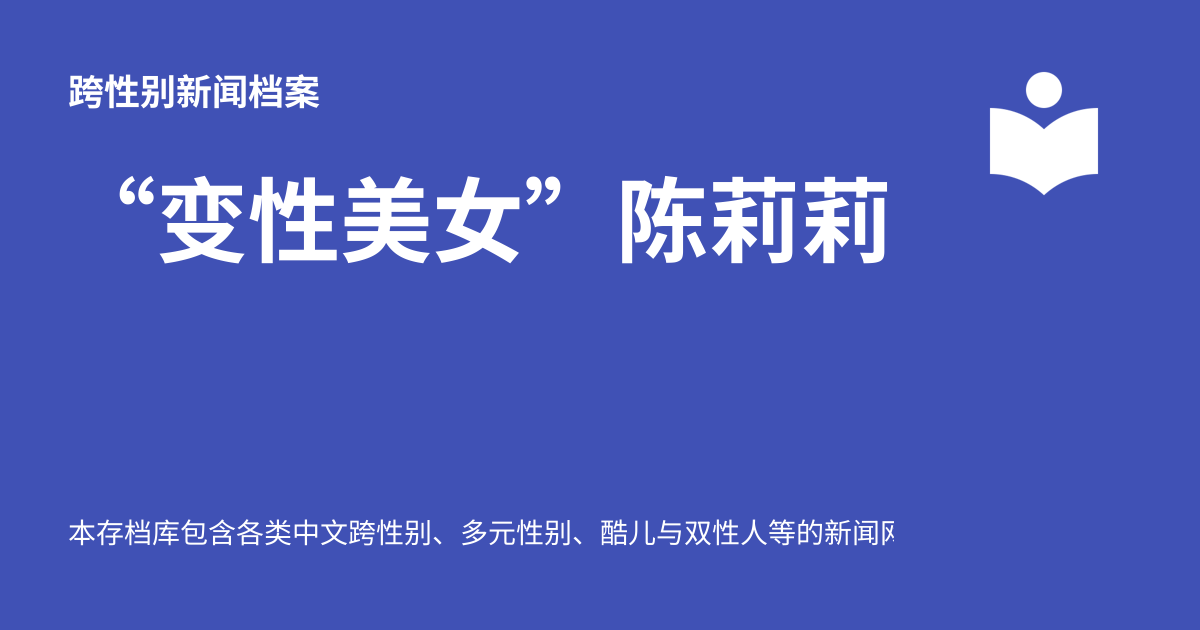 跨性别新闻档案
“变性美女”陈莉莉
本存档库包含各类中文跨性别、多元性别、酷儿与双性人等的新闻